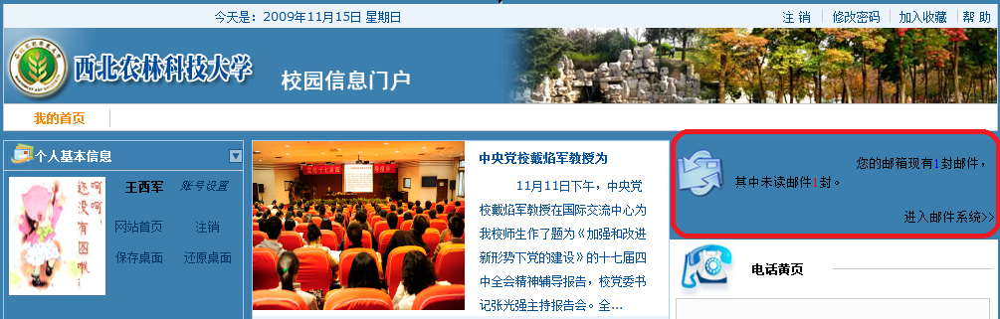 今天是：2009年11月15日 星期日
注 销 修改密码 加入收藏 帮 助
西北农林科技大学
校园信息门户
我的首页
个人基本信息
呵呵,
还没有图哦!
王西军 账号设置
网站首页 注销
保存桌面 还原桌面
中央党校戴焰军教授为
11月11日下午，中央党
校戴焰军教授在国际交流中心为
我校师生作了题为《加强和改进
新形势下党的建设》的十七届四
中全会精神辅导报告，校党委书
记张光强主持报告会。全...
您的邮箱现有1封邮件，
其中未读邮件1封。
进入邮件系统>>
电话黄页